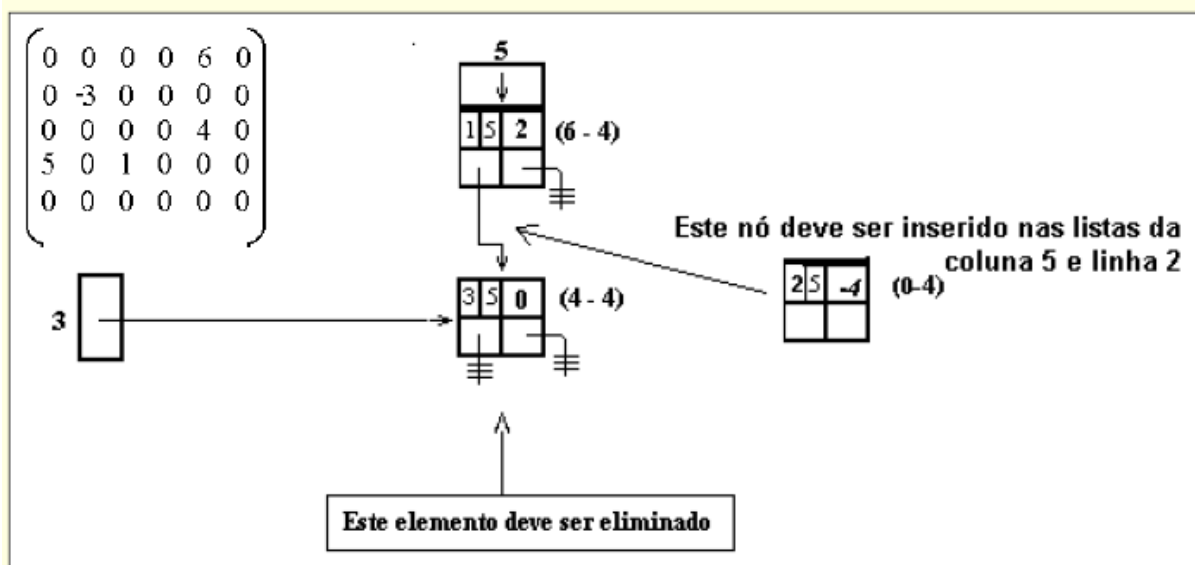 0 0 0 0 6 0
0 -3 0 0 0 0
0 0 0 0 4 0
5 0 1 0 0 0
0 0 0 0 0 0
5
1 5 2 (6 - 4)
Este nó deve ser inserido nas listas da
coluna 5 e linha 2
2 5 -4 (0-4)
3 5 0 (4 - 4)
3
Este elemento deve ser eliminado